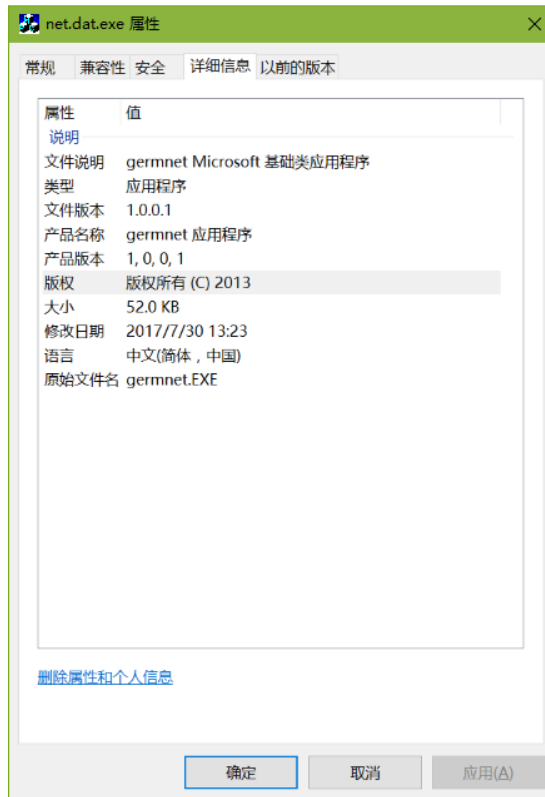 net.dat.exe 属性
常规 兼容性 安全 详细信息 以前的版本
属性 值
说明
文件说明 germnet Microsoft 基础类应用程序
类型 应用程序
文件版本 1.0.0.1
产品名称 germnet 应用程序
产品版本 1, 0, 0, 1
版权 版权所有 (C) 2013
大小 52.0 KB
修改日期 2017/7/30 13:23
语言 中文(简体，中国)
原始文件名 germnet.EXE
删除属性和个人信息
确定 取消 应用(A)